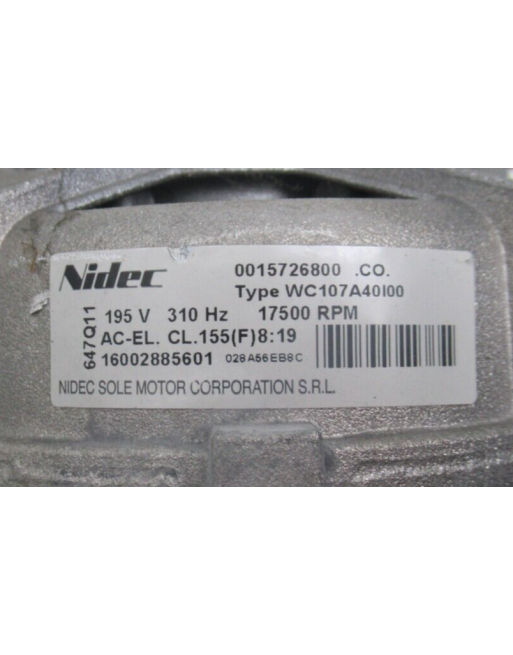 Nidec 0015726800 .CO.
Type WC107A40I00
647Q11
195 V 310 Hz 17500 RPM
AC-EL. CL.155(F)8:19
16002885601 028A56EB8C
NIDEC SOLE MOTOR CORPORATION S.R.L.